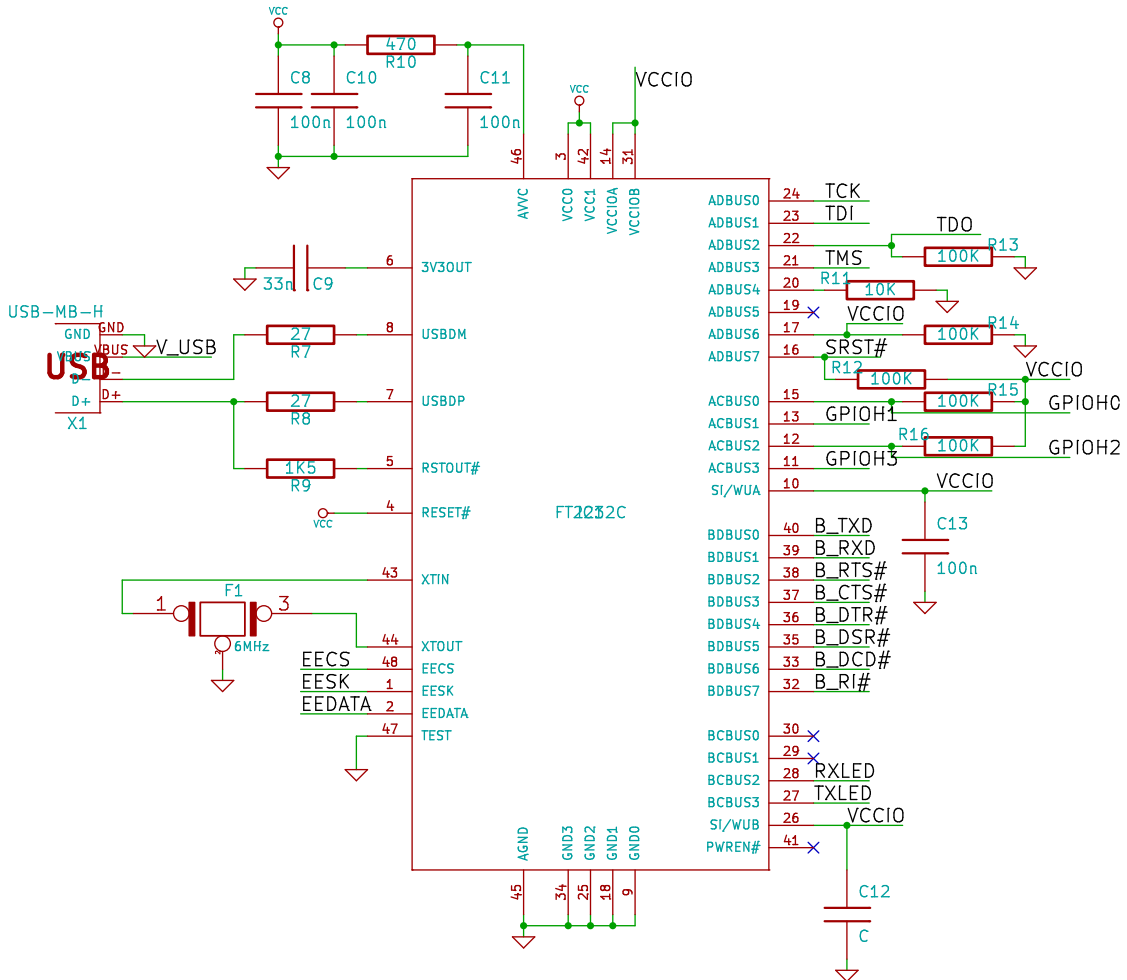 VCC
470
R10
C8
C10
C11
100n
100n
100n
VCC
VCCIO
46
3
42
14
31
AVVC
VCC0
VCC1
VCCIOA
VCCIOB
33n
C9
6
3V3OUT
USB-MB-H
GND
GND
VBUS
VBUS
V_USB
USB
D-
D+
D+
X1
27
R7
8
USBDM
27
R8
7
USBDP
1K5
R9
5
RSTOUT#
VCC
4
RESET#
43
XTIN
F1
1
3
2
6MHz
44
XTOUT
EECS
48
EECS
EESK
1
EESK
EEDATA
2
EEDATA
47
TEST
FT2232C
ADBUS0
24
TCK
ADBUS1
23
TDI
ADBUS2
22
TDO
100K
R13
ADBUS3
21
TMS
ADBUS4
20
R11
10K
ADBUS5
19
ADBUS6
17
VCCIO
100K
R14
ADBUS7
16
SRST#
R12
100K
VCCIO
ACBUS0
15
100K
R15
GPIOH0
ACBUS1
13
GPIOH1
ACBUS2
12
R16
100K
GPIOH2
ACBUS3
11
GPIOH3
SI/WUA
10
VCCIO
C13
100n
BDBUS0
40
B_TXD
BDBUS1
39
B_RXD
BDBUS2
38
B_RTS#
BDBUS3
37
B_CTS#
BDBUS4
36
B_DTR#
BDBUS5
35
B_DSR#
BDBUS6
33
B_DCD#
BDBUS7
32
B_RI#
BCBUS0
30
BCBUS1
29
BCBUS2
28
RXLED
BCBUS3
27
TXLED
SI/WUB
26
VCCIO
PWREN#
41
C12
C
AGND
GND3
GND2
GND1
GND0
45
34
25
18
9